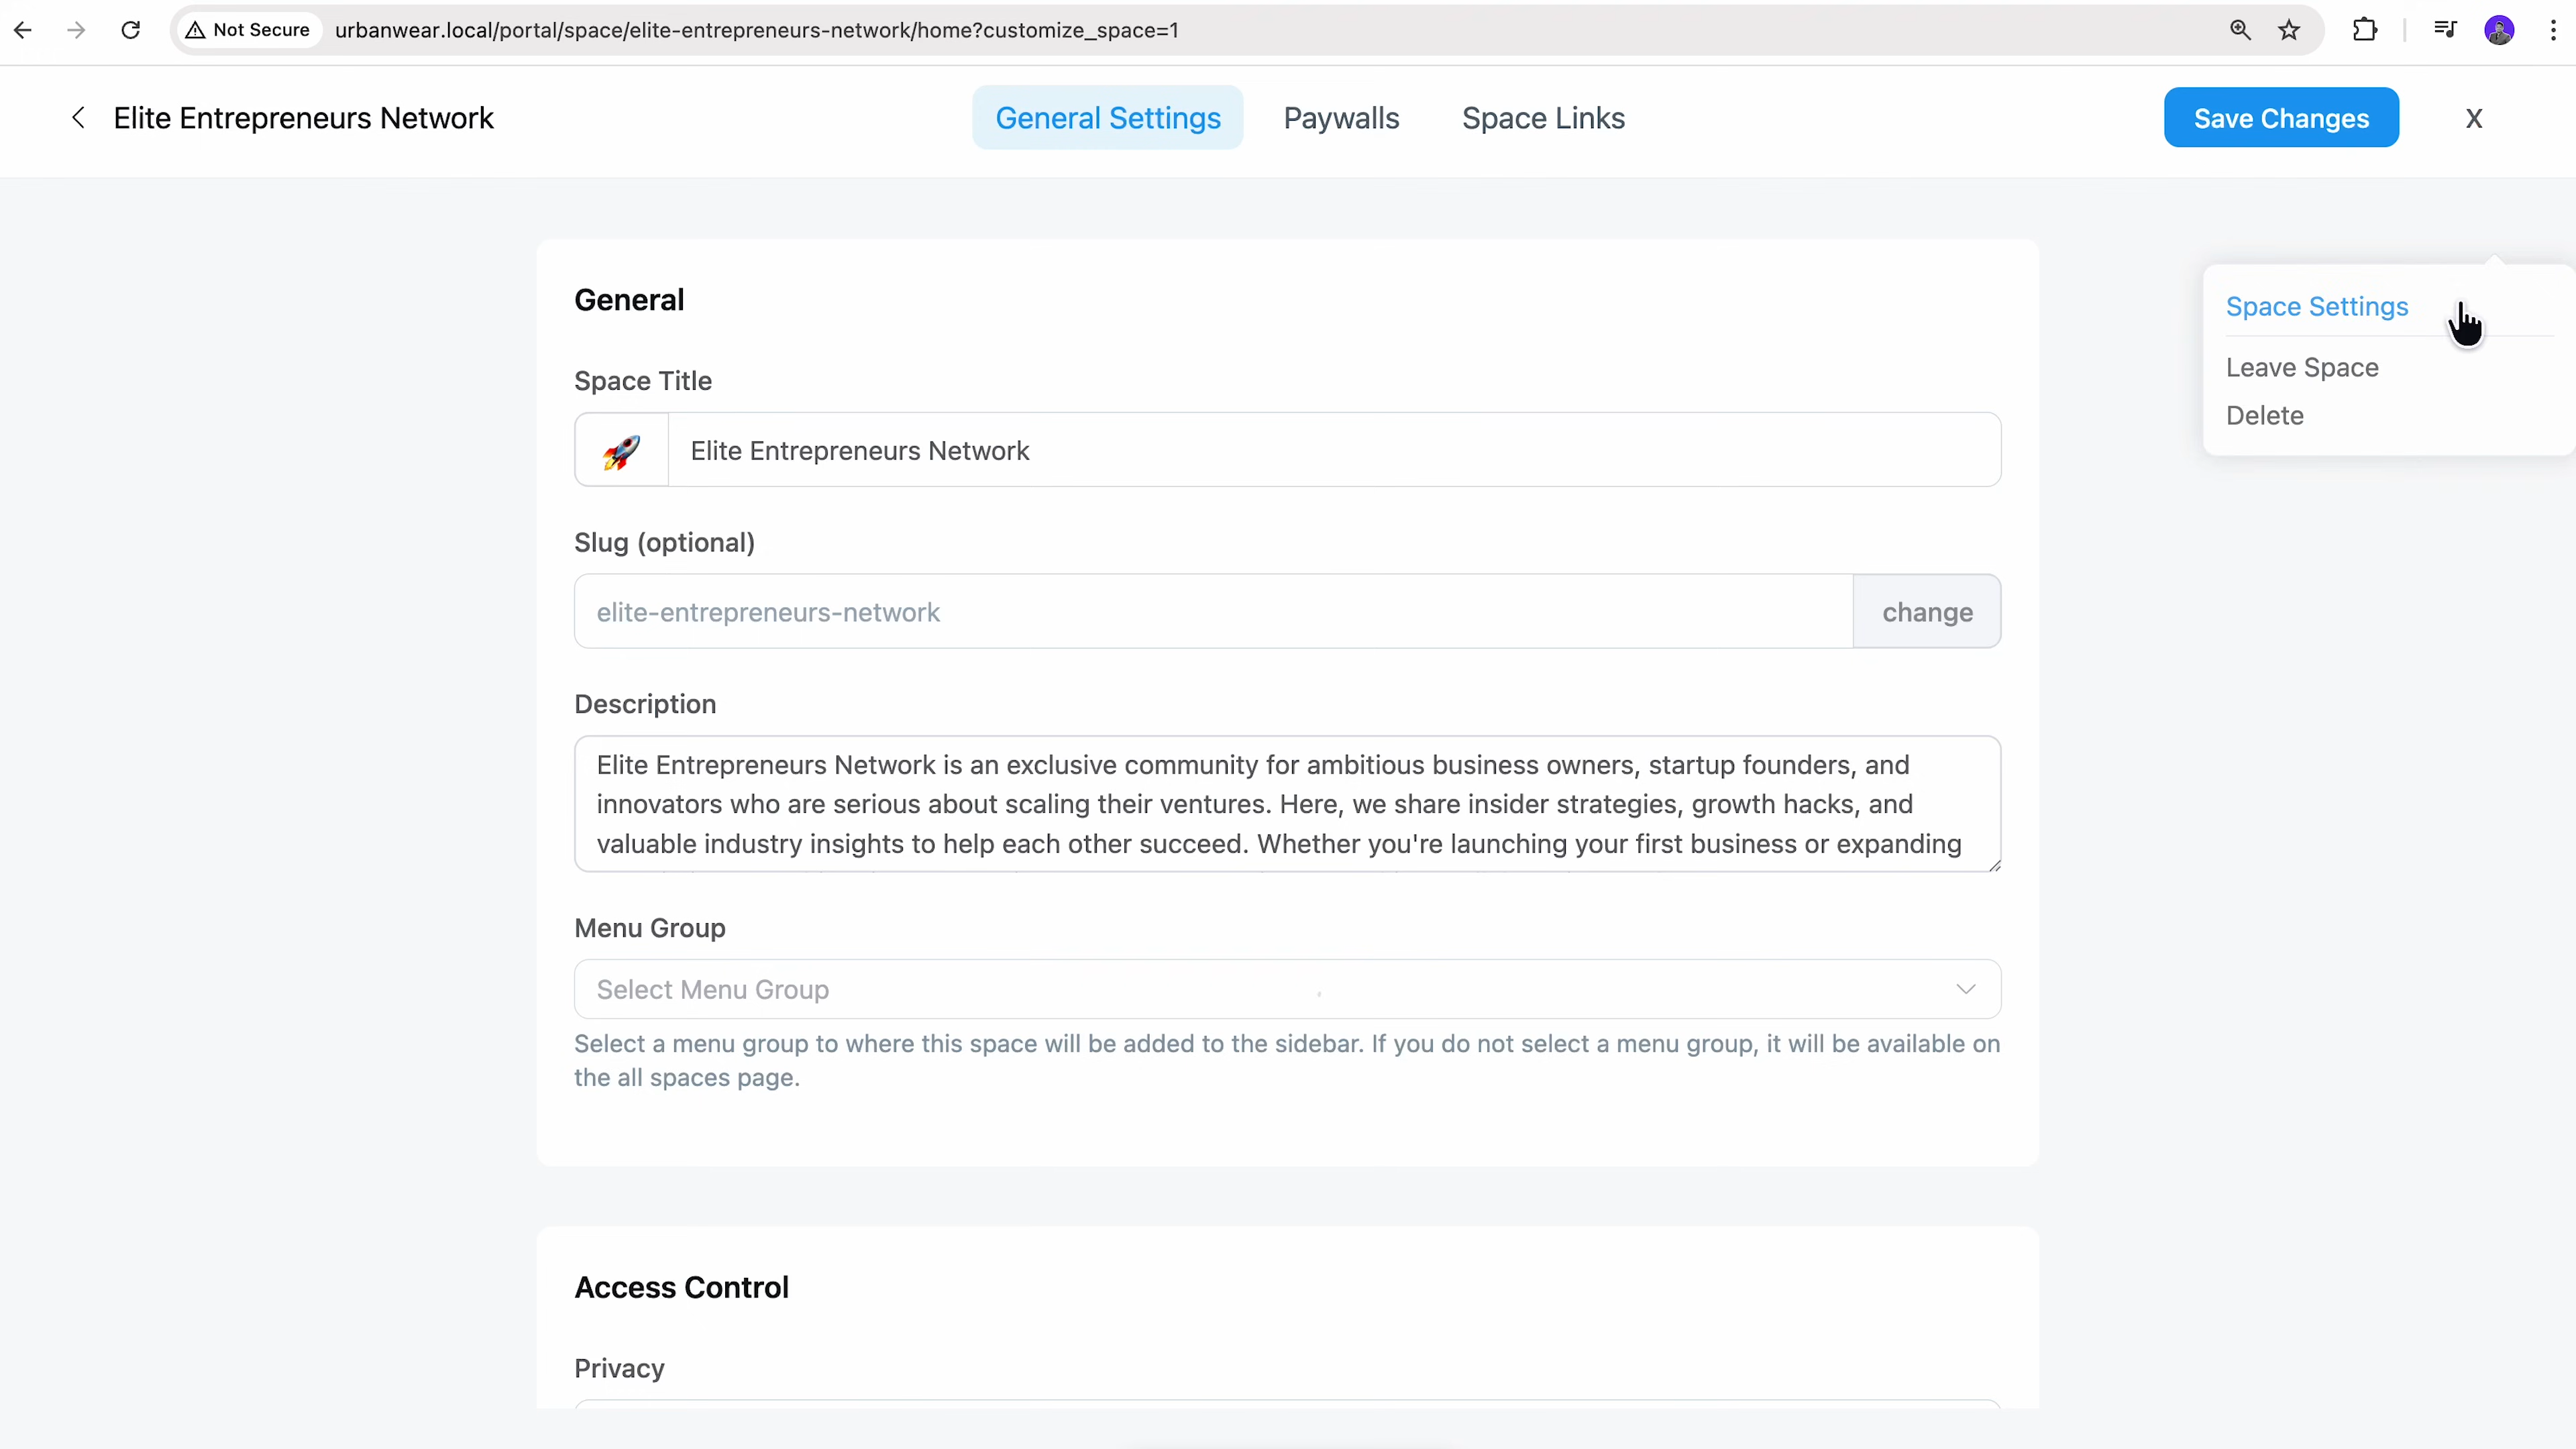 Not Secure urbanwear.local/portal/space/elite-entrepreneurs-network/home?customize_space=1
Elite Entrepreneurs Network General Settings Paywalls Space Links Save Changes X
General
Space Settings
Leave Space
Delete
Space Title
Elite Entrepreneurs Network
Slug (optional)
elite-entrepreneurs-network change
Description
Elite Entrepreneurs Network is an exclusive community for ambitious business owners, startup founders, and
innovators who are serious about scaling their ventures. Here, we share insider strategies, growth hacks, and
valuable industry insights to help each other succeed. Whether you're launching your first business or expanding
Menu Group
Select Menu Group
Select a menu group to where this space will be added to the sidebar. If you do not select a menu group, it will be available on
the all spaces page.
Access Control
Privacy